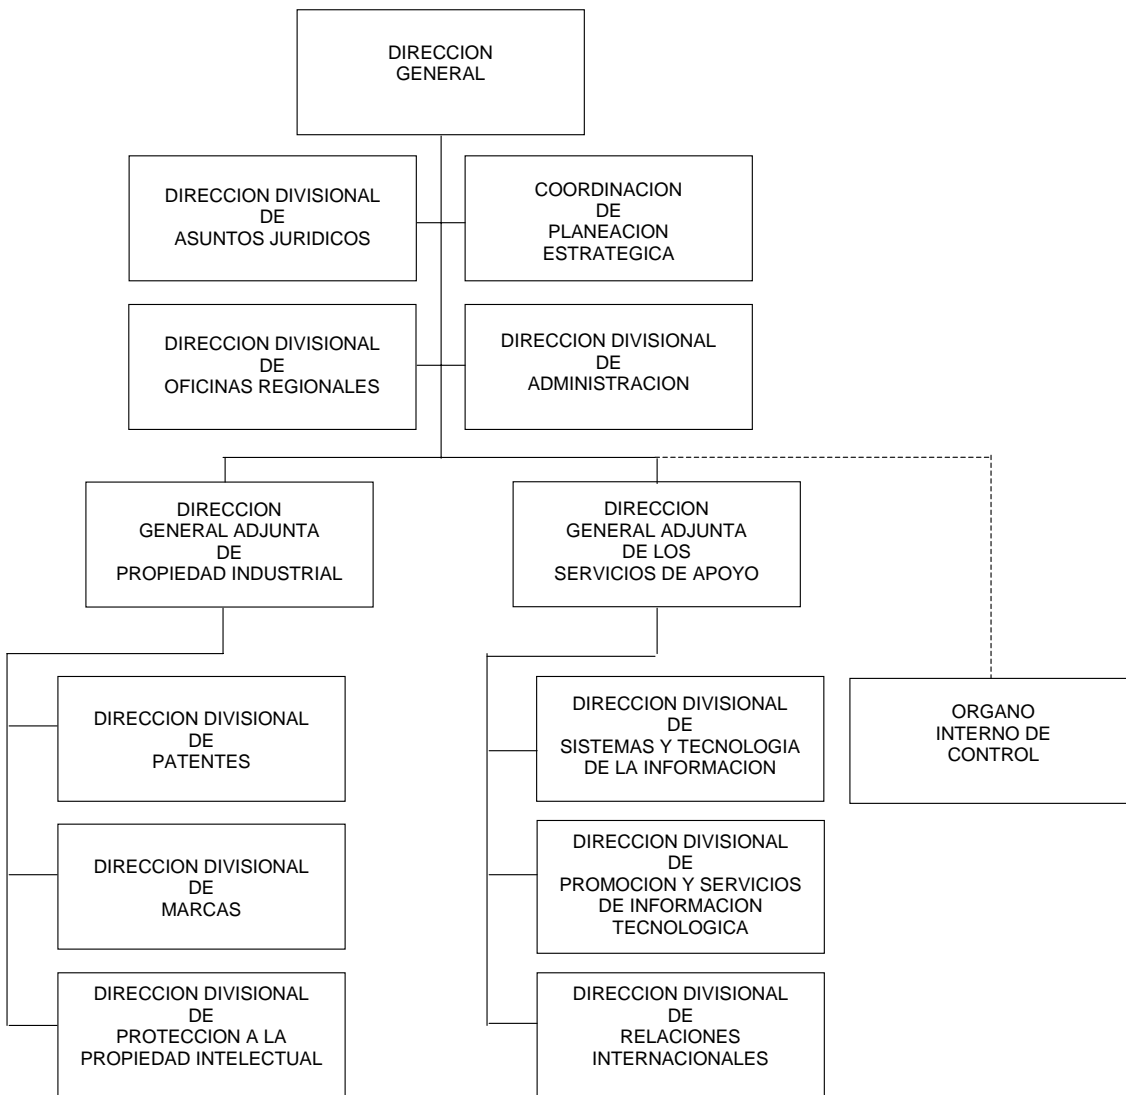 DIRECCION
GENERAL
DIRECCION DIVISIONAL
DE
ASUNTOS JURIDICOS
COORDINACION
DE
PLANEACION
ESTRATEGICA
DIRECCION DIVISIONAL
DE
OFICINAS REGIONALES
DIRECCION DIVISIONAL
DE
ADMINISTRACION
DIRECCION
GENERAL ADJUNTA
DE
PROPIEDAD INDUSTRIAL
DIRECCION
GENERAL ADJUNTA
DE LOS
SERVICIOS DE APOYO
DIRECCION DIVISIONAL
DE
PATENTES
DIRECCION DIVISIONAL
DE
MARCAS
DIRECCION DIVISIONAL
DE
PROTECCION A LA
PROPIEDAD INTELECTUAL
DIRECCION DIVISIONAL
DE
SISTEMAS Y TECNOLOGIA
DE LA INFORMACION
DIRECCION DIVISIONAL
DE
PROMOCION Y SERVICIOS
DE INFORMACION
TECNOLOGICA
DIRECCION DIVISIONAL
DE
RELACIONES
INTERNACIONALES
ORGANO
INTERNO DE
CONTROL